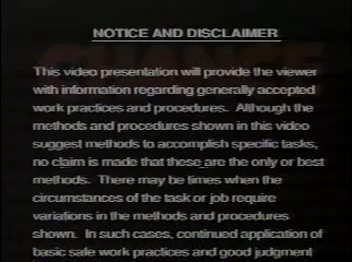 NOTICE AND DISCLAIMER
This video presentation will provide the viewer
with information regarding generally accepted
work practices and procedures.  Although the
methods and procedures shown in this video
suggest methods to accomplish specific tasks,
no claim is made that these are the only or best
methods.  There may be times when the
circumstances of the task or job require
variations in the methods and procedures
shown.  In such cases, continued application of
basic safe work practices and good judgment